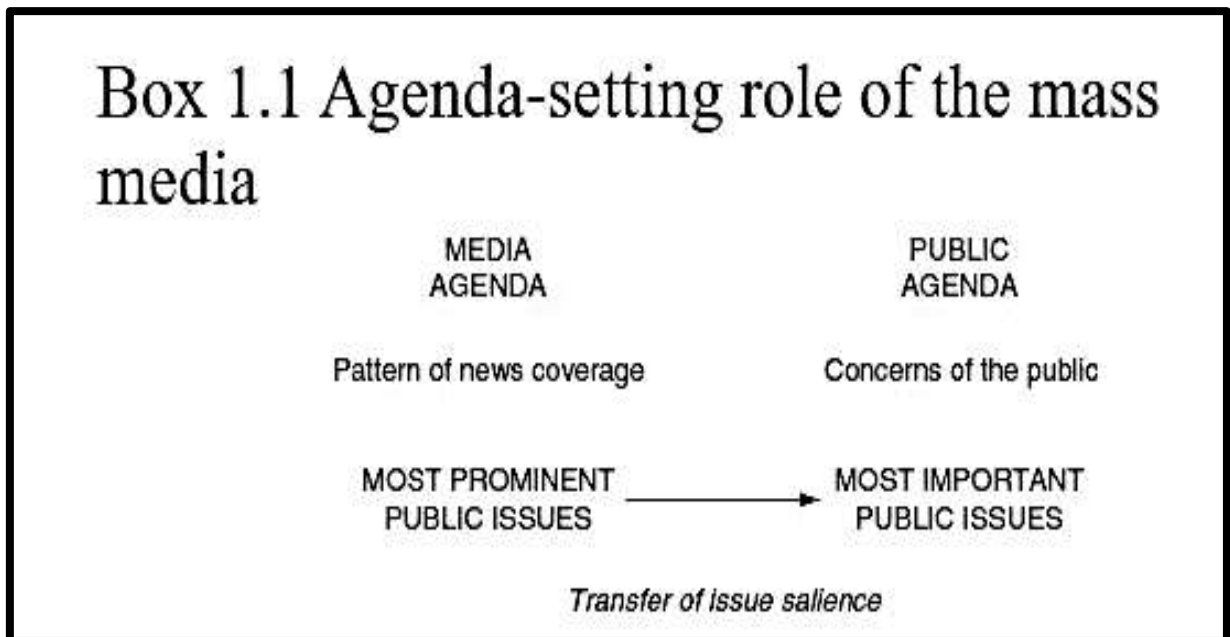 Box 1.1 Agenda-setting role of the mass
media
MEDIA
AGENDA
PUBLIC
AGENDA
Pattern of news coverage
Concerns of the public
MOST PROMINENT
PUBLIC ISSUES
MOST IMPORTANT
PUBLIC ISSUES
Transfer of issue salience